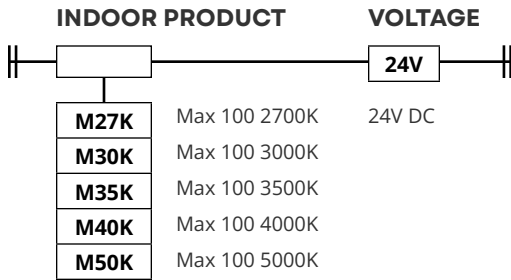 INDOOR PRODUCT VOLTAGE
24V
M27K Max 100 2700K 24V DC
M30K Max 100 3000K
M35K Max 100 3500K
M40K Max 100 4000K
M50K Max 100 5000K